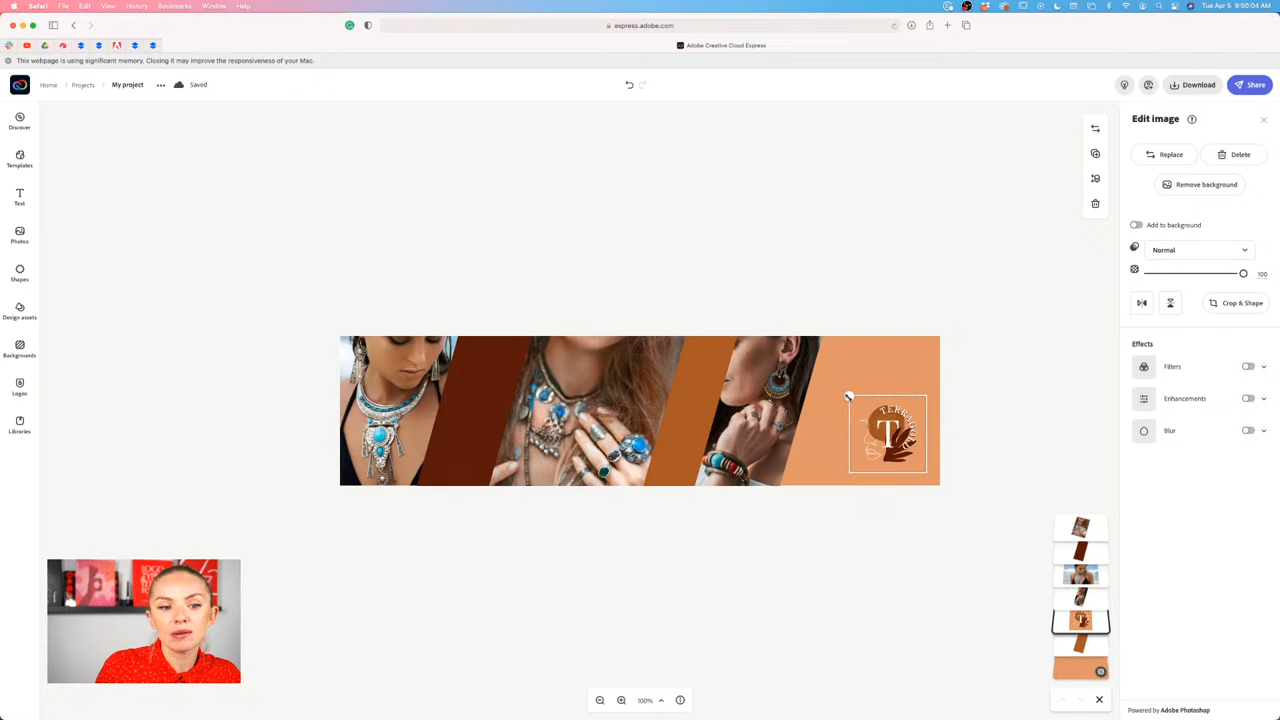 Safari File Edit View History Bookmarks Window Help
Tue Apr 5 9:50:04 AM
express.adobe.com
Adobe Creative Cloud Express
This webpage is using significant memory. Closing it may improve the responsiveness of your Mac.
Home Projects My project Saved
Download Share
Discover
Templates
Text
Photos
Shapes
Design assets
Backgrounds
Logos
Libraries
Edit image
Replace Delete
Remove background
Add to background
Normal
100
Crop & Shape
Effects
Filters
Enhancements
Blur
T
100%
Powered by Adobe Photoshop